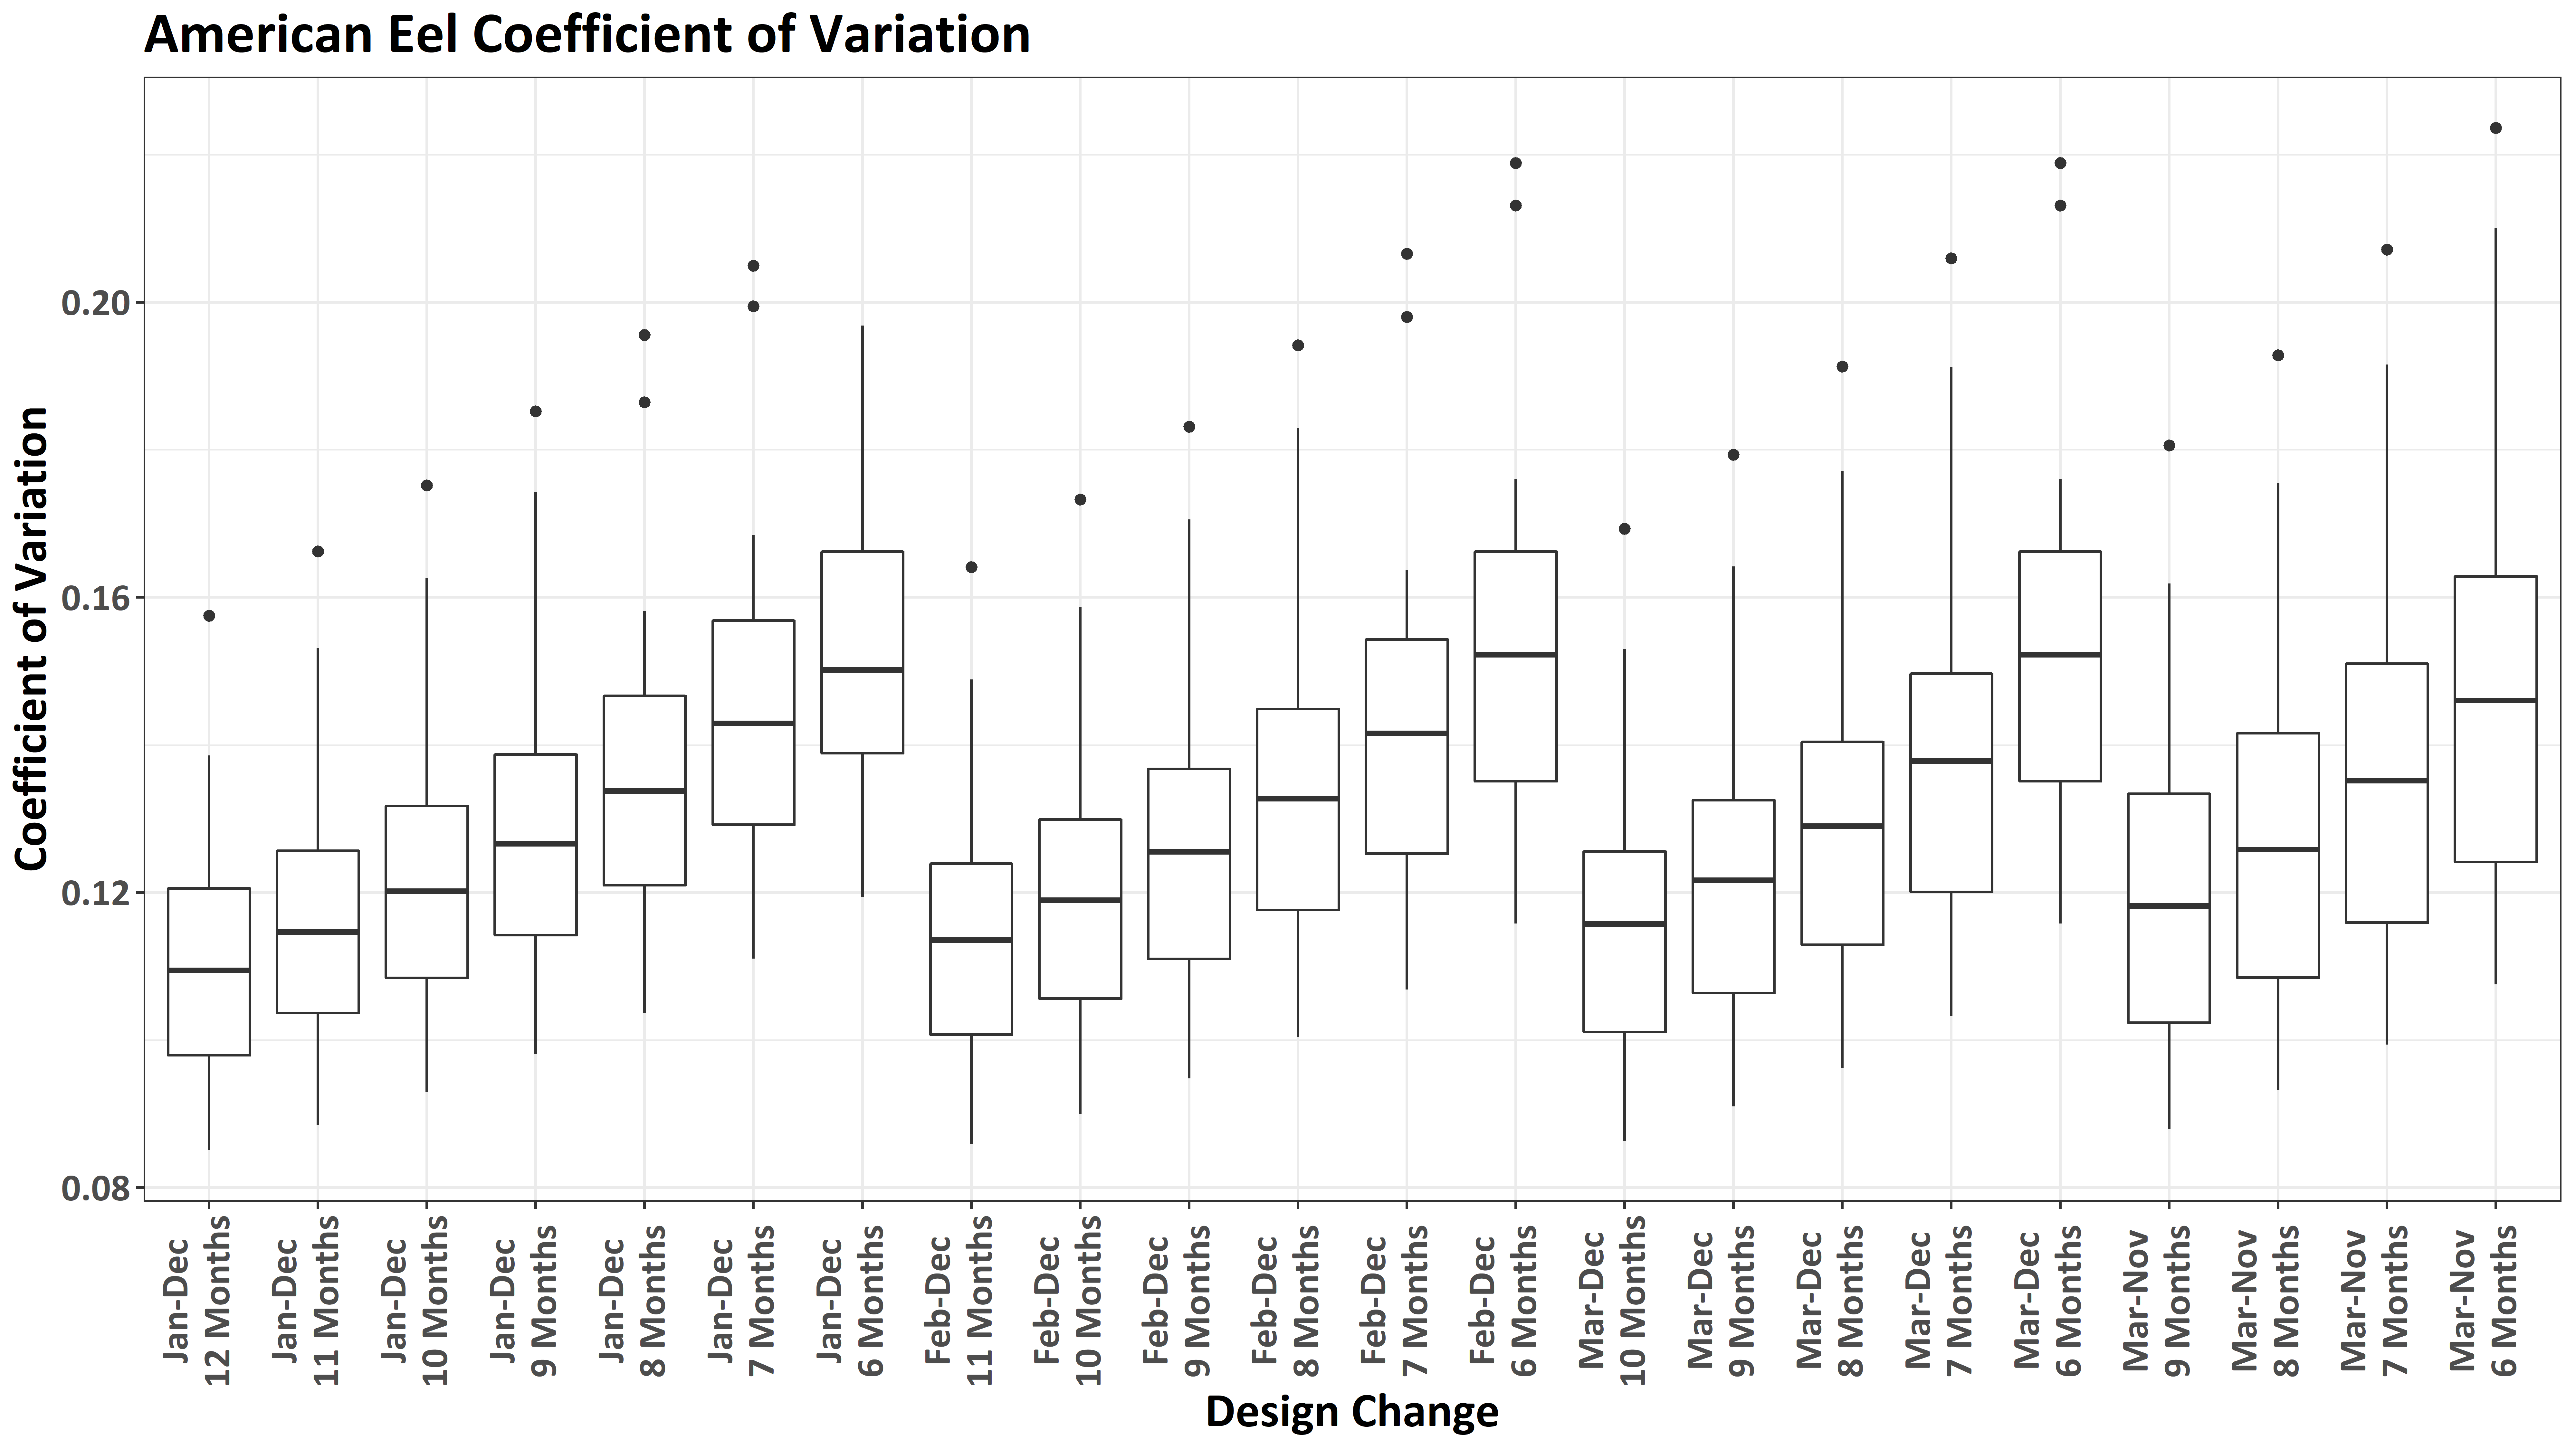 American Eel Coefficient of Variation
Coefficient of Variation
0.20
0.16
0.12
0.08
Jan-Dec
12 Months
Jan-Dec
11 Months
Jan-Dec
10 Months
Jan-Dec
9 Months
Jan-Dec
8 Months
Jan-Dec
7 Months
Jan-Dec
6 Months
Feb-Dec
11 Months
Feb-Dec
10 Months
Feb-Dec
9 Months
Feb-Dec
8 Months
Feb-Dec
7 Months
Feb-Dec
6 Months
Mar-Dec
10 Months
Mar-Dec
9 Months
Mar-Dec
8 Months
Mar-Dec
7 Months
Mar-Dec
6 Months
Mar-Nov
9 Months
Mar-Nov
8 Months
Mar-Nov
7 Months
Mar-Nov
6 Months
Design Change